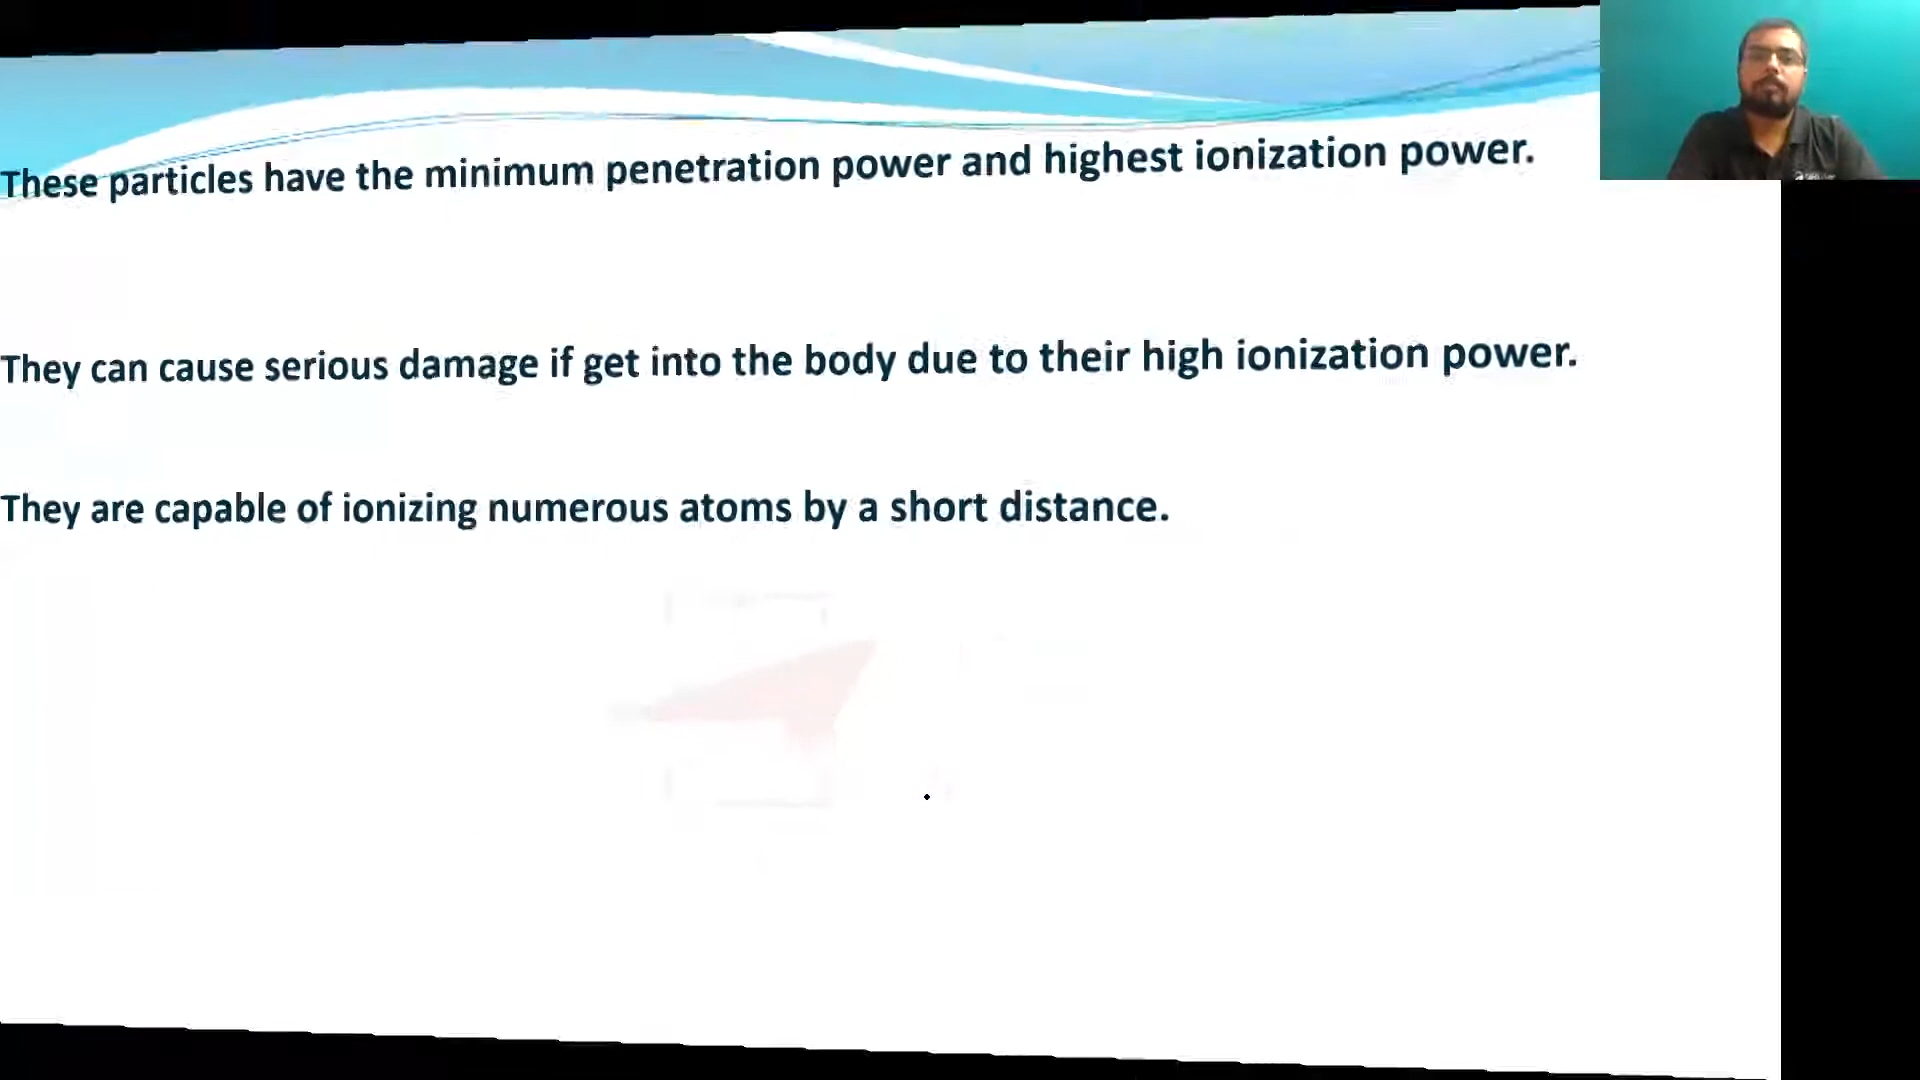 These particles have the minimum penetration power and highest ionization power.
They can cause serious damage if get into the body due to their high ionization power.
They are capable of ionizing numerous atoms by a short distance.